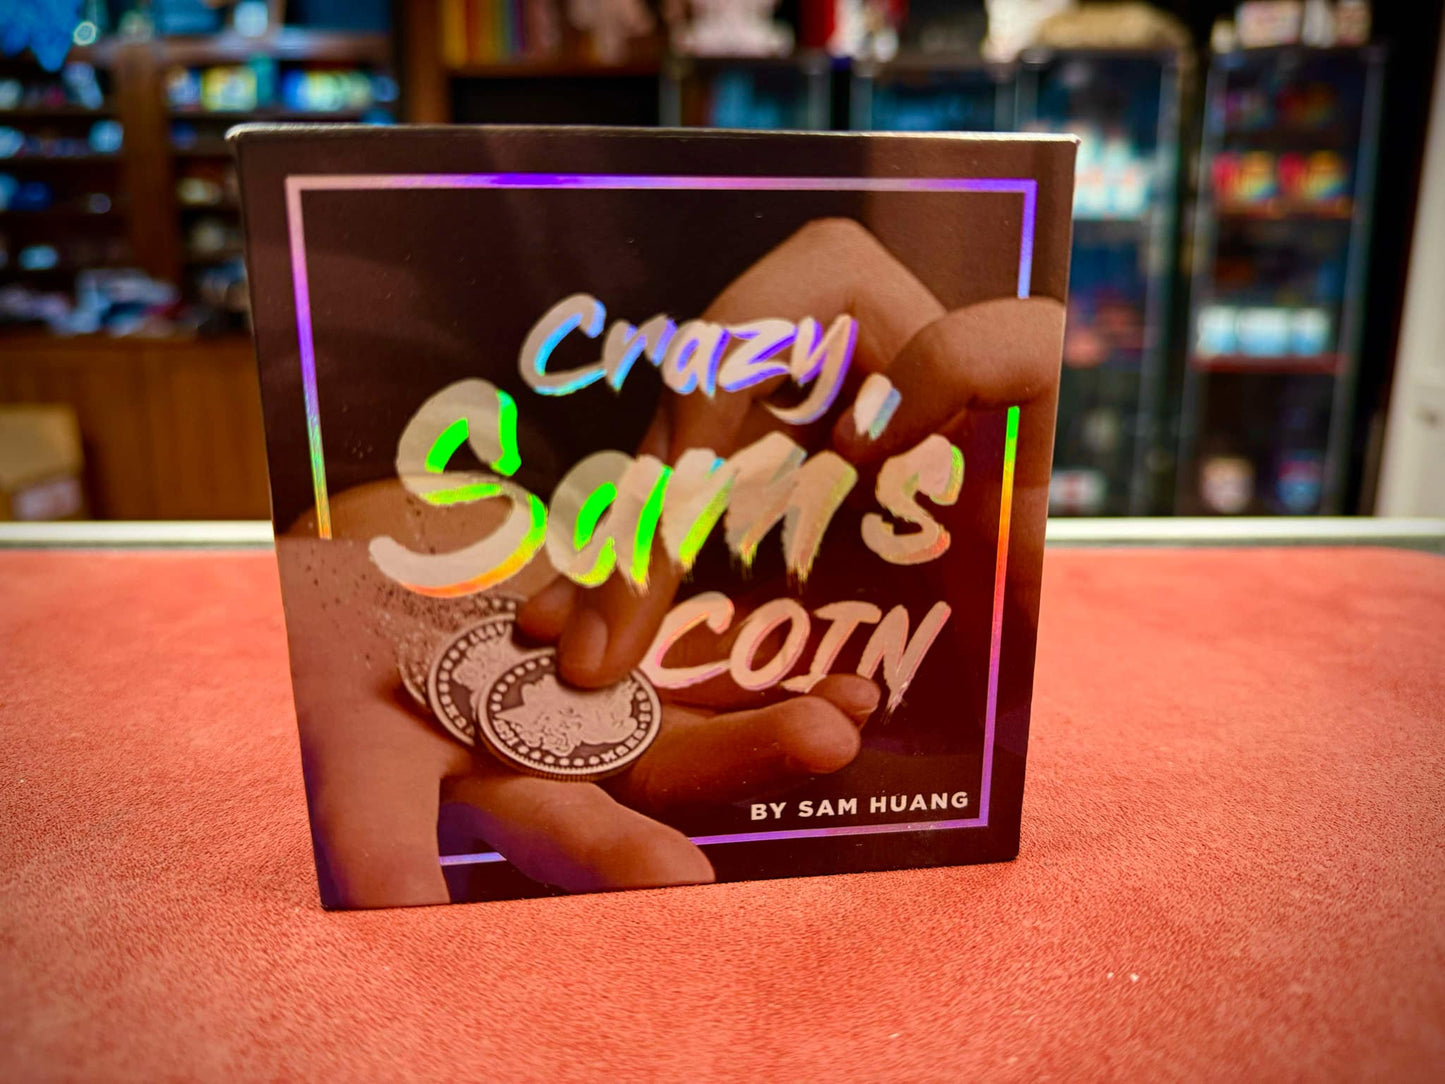 Crazy,
Sam's
COIN
BY SAM HUANG